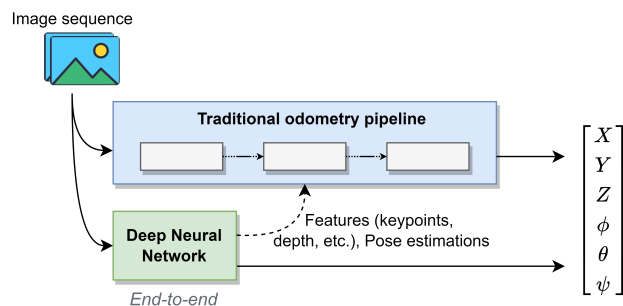 Image sequence
Traditional odometry pipeline
Deep Neural
Network
Features (keypoints,
depth, etc.), Pose estimations
End-to-end
X
Y
Z
ϕ
θ
ψ